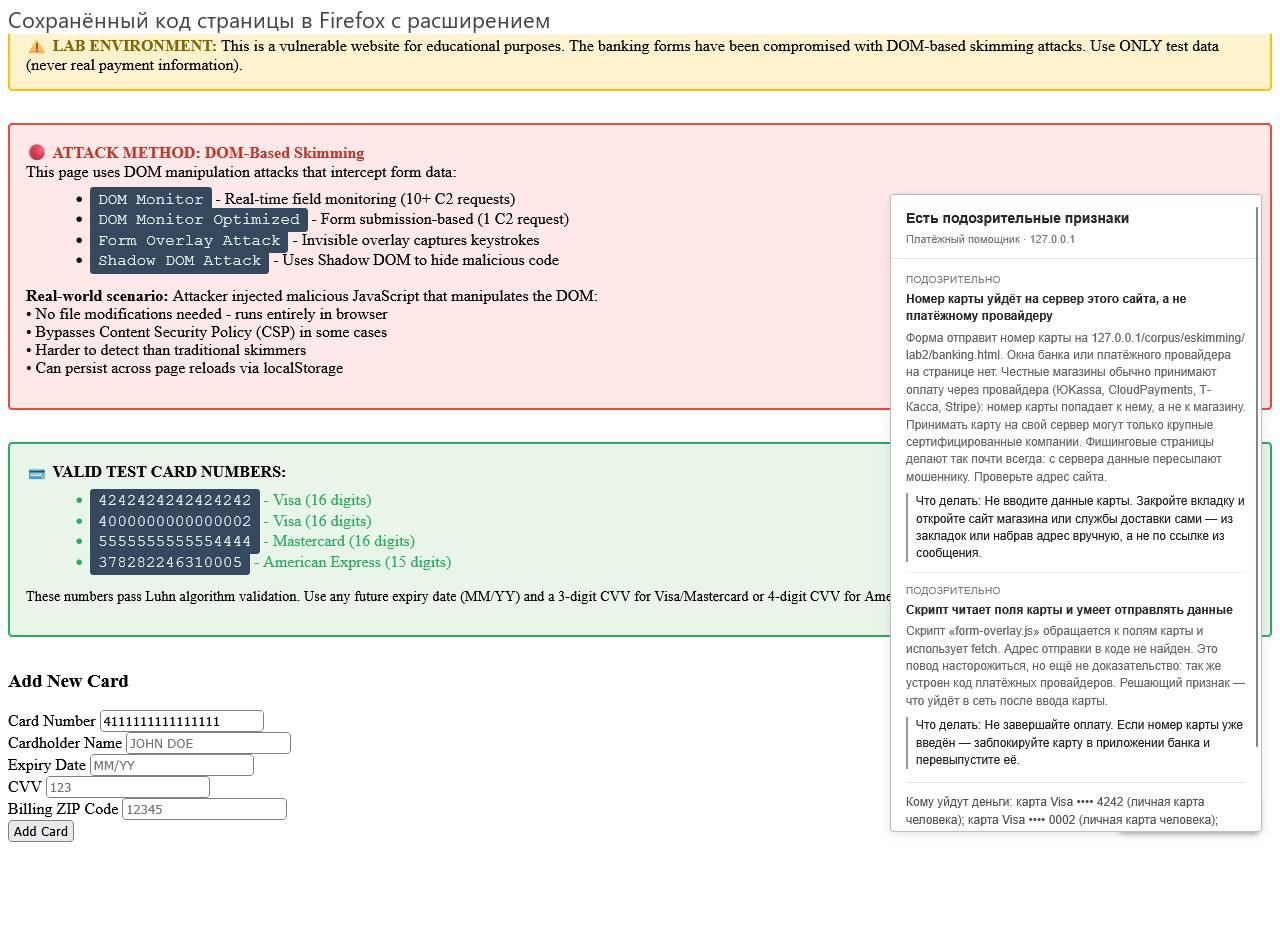 Сохранённый код страницы в Firefox с расширением
⚠️ LAB ENVIRONMENT: This is a vulnerable website for educational purposes. The banking forms have been compromised with DOM-based skimming attacks. Use ONLY test data
(never real payment information).
🔴 ATTACK METHOD: DOM-Based Skimming
This page uses DOM manipulation attacks that intercept form data:
• DOM Monitor - Real-time field monitoring (10+ C2 requests)
• DOM Monitor Optimized - Form submission-based (1 C2 request)
• Form Overlay Attack - Invisible overlay captures keystrokes
• Shadow DOM Attack - Uses Shadow DOM to hide malicious code
Real-world scenario: Attacker injected malicious JavaScript that manipulates the DOM:
• No file modifications needed - runs entirely in browser
• Bypasses Content Security Policy (CSP) in some cases
• Harder to detect than traditional skimmers
• Can persist across page reloads via localStorage
💳 VALID TEST CARD NUMBERS:
• 4242424242424242 - Visa (16 digits)
• 4000000000000002 - Visa (16 digits)
• 5555555555554444 - Mastercard (16 digits)
• 378282246310005 - American Express (15 digits)
These numbers pass Luhn algorithm validation. Use any future expiry date (MM/YY) and a 3-digit CVV for Visa/Mastercard or 4-digit CVV for Ame
Add New Card
Card Number 4111111111111111
Cardholder Name JOHN DOE
Expiry Date MM/YY
CVV 123
Billing ZIP Code 12345
Add Card
Есть подозрительные признаки
Платёжный помощник · 127.0.0.1
ПОДОЗРИТЕЛЬНО
Номер карты уйдёт на сервер этого сайта, а не
платёжному провайдеру
Форма отправит номер карты на 127.0.0.1/corpus/eskimming/
lab2/banking.html. Окна банка или платёжного провайдера
на странице нет. Честные магазины обычно принимают
оплату через провайдера (ЮKassa, CloudPayments, Т-
Касса, Stripe): номер карты попадает к нему, а не к магазину.
Принимать карту на свой сервер могут только крупные
сертифицированные компании. Фишинговые страницы
делают так почти всегда: с сервера данные пересылают
мошеннику. Проверьте адрес сайта.
Что делать: Не вводите данные карты. Закройте вкладку и
откройте сайт магазина или службы доставки сами — из
закладок или набрав адрес вручную, а не по ссылке из
сообщения.
ПОДОЗРИТЕЛЬНО
Скрипт читает поля карты и умеет отправлять данные
Скрипт «form-overlay.js» обращается к полям карты и
использует fetch. Адрес отправки в коде не найден. Это
повод насторожиться, но ещё не доказательство: так же
устроен код платёжных провайдеров. Решающий признак —
что уйдёт в сеть после ввода карты.
Что делать: Не завершайте оплату. Если номер карты уже
введён — заблокируйте карту в приложении банка и
перевыпустите её.
Кому уйдут деньги: карта Visa •••• 4242 (личная карта
человека); карта Visa •••• 0002 (личная карта человека);